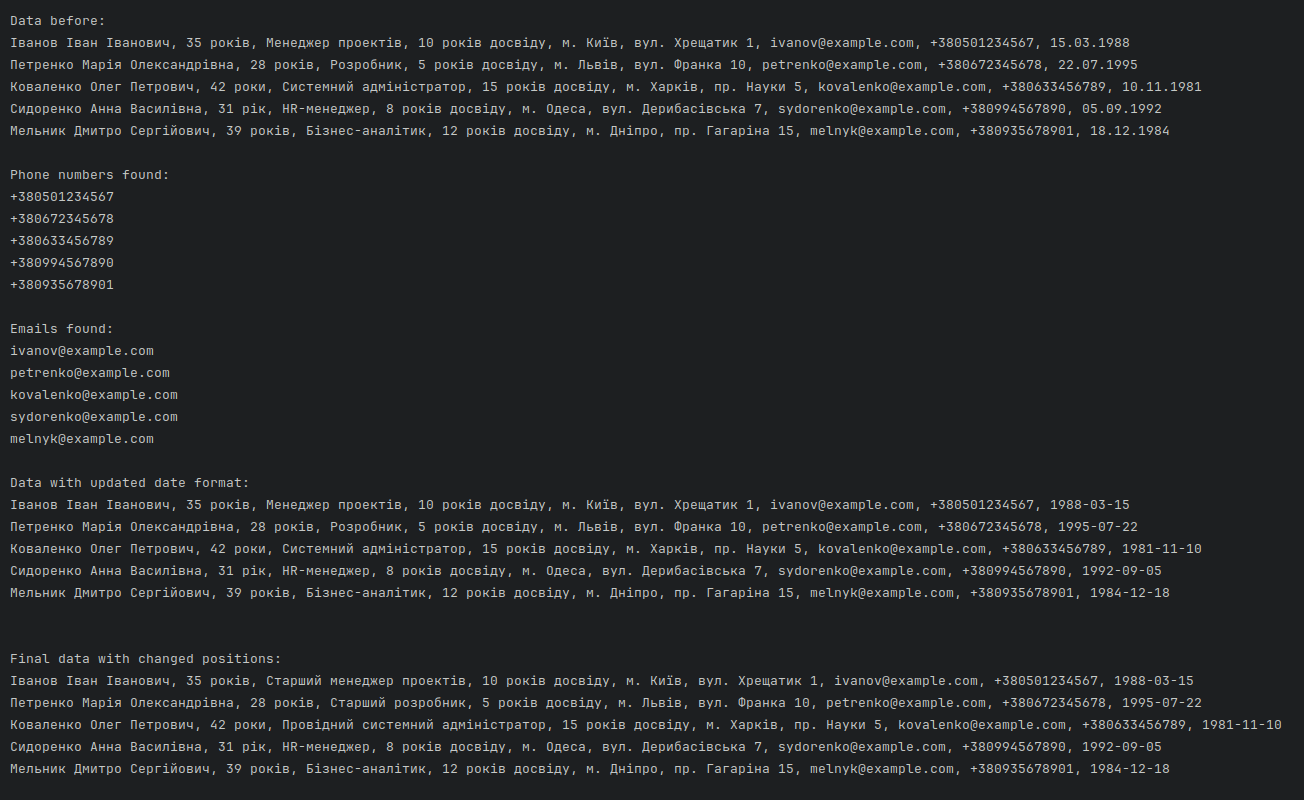 Data before:
Іванов Іван Іванович, 35 років, Менеджер проектів, 10 років досвіду, м. Київ, вул. Хрещатик 1, ivanov@example.com, +380501234567, 15.03.1988
Петренко Марія Олександрівна, 28 років, Розробник, 5 років досвіду, м. Львів, вул. Франка 10, petrenko@example.com, +380672345678, 22.07.1995
Коваленко Олег Петрович, 42 роки, Системний адміністратор, 15 років досвіду, м. Харків, пр. Науки 5, kovalenko@example.com, +380633456789, 10.11.1981
Сидоренко Анна Василівна, 31 рік, HR-менеджер, 8 років досвіду, м. Одеса, вул. Дерибасівська 7, sydorenko@example.com, +380994567890, 05.09.1992
Мельник Дмитро Сергійович, 39 років, Бізнес-аналітик, 12 років досвіду, м. Дніпро, пр. Гагаріна 15, melnyk@example.com, +380935678901, 18.12.1984
Phone numbers found:
+380501234567
+380672345678
+380633456789
+380994567890
+380935678901
Emails found:
ivanov@example.com
petrenko@example.com
kovalenko@example.com
sydorenko@example.com
melnyk@example.com
Data with updated date format:
Іванов Іван Іванович, 35 років, Менеджер проектів, 10 років досвіду, м. Київ, вул. Хрещатик 1, ivanov@example.com, +380501234567, 1988-03-15
Петренко Марія Олександрівна, 28 років, Розробник, 5 років досвіду, м. Львів, вул. Франка 10, petrenko@example.com, +380672345678, 1995-07-22
Коваленко Олег Петрович, 42 роки, Системний адміністратор, 15 років досвіду, м. Харків, пр. Науки 5, kovalenko@example.com, +380633456789, 1981-11-10
Сидоренко Анна Василівна, 31 рік, HR-менеджер, 8 років досвіду, м. Одеса, вул. Дерибасівська 7, sydorenko@example.com, +380994567890, 1992-09-05
Мельник Дмитро Сергійович, 39 років, Бізнес-аналітик, 12 років досвіду, м. Дніпро, пр. Гагаріна 15, melnyk@example.com, +380935678901, 1984-12-18
Final data with changed positions:
Іванов Іван Іванович, 35 років, Старший менеджер проектів, 10 років досвіду, м. Київ, вул. Хрещатик 1, ivanov@example.com, +380501234567, 1988-03-15
Петренко Марія Олександрівна, 28 років, Старший розробник, 5 років досвіду, м. Львів, вул. Франка 10, petrenko@example.com, +380672345678, 1995-07-22
Коваленко Олег Петрович, 42 роки, Провідний системний адміністратор, 15 років досвіду, м. Харків, пр. Науки 5, kovalenko@example.com, +380633456789, 1981-11-10
Сидоренко Анна Василівна, 31 рік, HR-менеджер, 8 років досвіду, м. Одеса, вул. Дерибасівська 7, sydorenko@example.com, +380994567890, 1992-09-05
Мельник Дмитро Сергійович, 39 років, Бізнес-аналітик, 12 років досвіду, м. Дніпро, пр. Гагаріна 15, melnyk@example.com, +380935678901, 1984-12-18